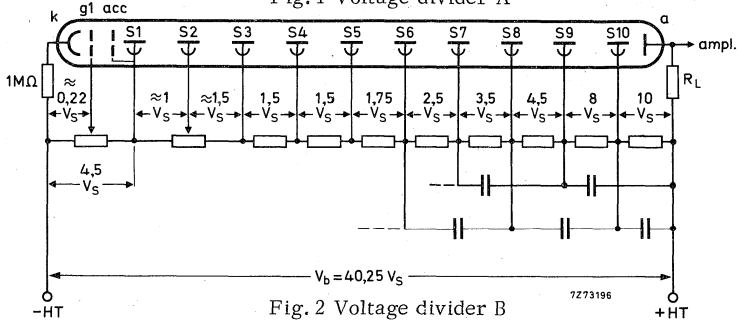 Fig. 1 Voltage divider A
k g1 acc S1 S2 S3 S4 S5 S6 S7 S8 S9 S10 a
ampl.
1MΩ
≈ 0,22 Vs
≈1 Vs
≈1,5 Vs
1,5 Vs
1,5 Vs
1,75 Vs
2,5 Vs
3,5 Vs
4,5 Vs
8 Vs
10 Vs
RL
4,5 Vs
Vb = 40,25 Vs
7Z73196
-HT
Fig. 2 Voltage divider B
+HT